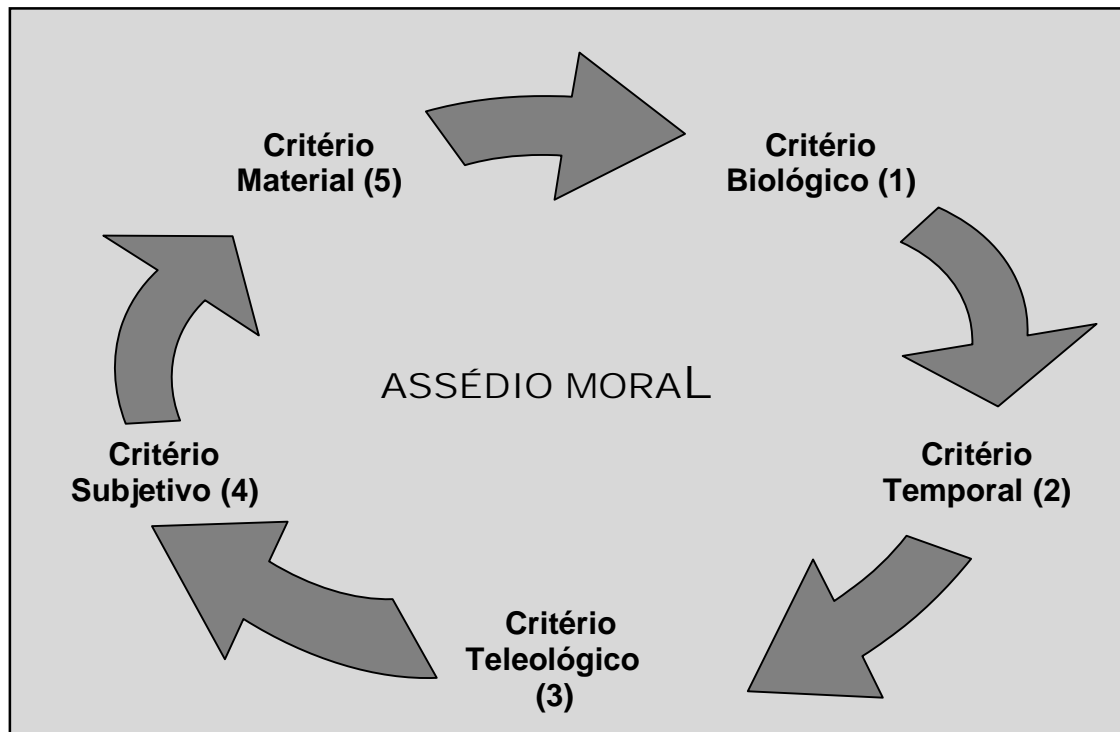 Critério
Material (5)
Critério
Biológico (1)
ASSÉDIO MORAL
Critério
Subjetivo (4)
Critério
Temporal (2)
Critério
Teleológico
(3)